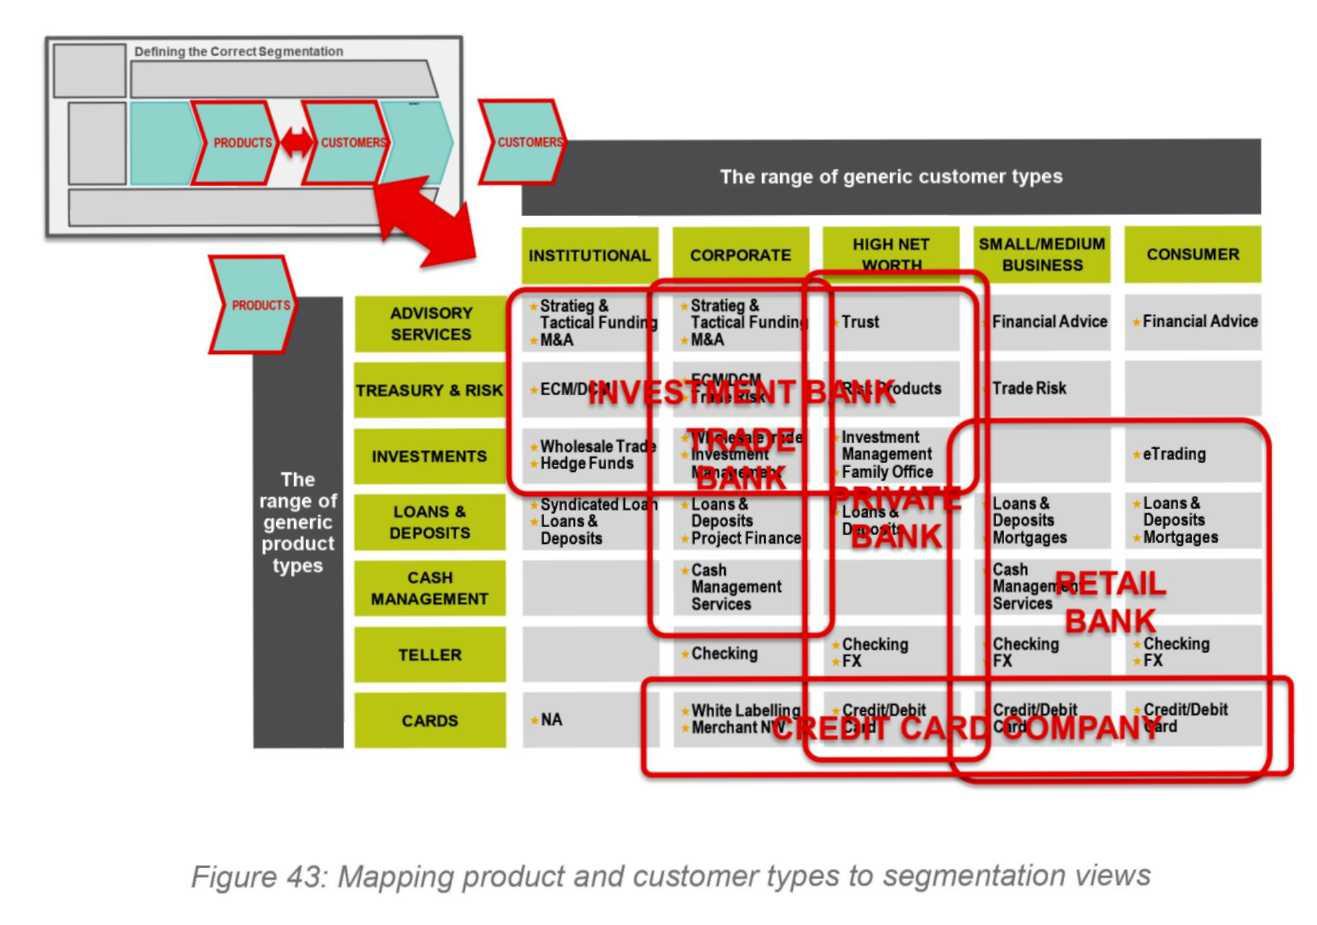 Defining the Correct Segmentation
PRODUCTS
CUSTOMERS
CUSTOMERS
The range of generic customer types
INSTITUTIONAL
CORPORATE
HIGH NET
WORTH
SMALL/MEDIUM
BUSINESS
CONSUMER
PRODUCTS
The
range of
generic
product
types
ADVISORY
SERVICES
Stratieg &
Tactical Funding
M&A
Stratieg &
Tactical Funding
M&A
Trust
Financial Advice
Financial Advice
TREASURY & RISK
ECM/DCM
ECM/DCM
Trade Risk
Risk Products
Trade Risk
INVESTMENT BANK
INVESTMENTS
Wholesale Trade
Hedge Funds
Wholesale Trade
Investment
Management
Investment
Management
Family Office
eTrading
TRADE
BANK
LOANS &
DEPOSITS
Syndicated Loan
Loans &
Deposits
Loans &
Deposits
Project Finance
Loans &
Deposits
Loans &
Deposits
Mortgages
Loans &
Deposits
Mortgages
PRIVATE
BANK
CASH
MANAGEMENT
Cash
Management
Services
Cash
Management
Services
RETAIL
BANK
TELLER
Checking
Checking
FX
Checking
FX
Checking
FX
CARDS
NA
White Labelling
Merchant NW
Credit/Debit
Card
Credit/Debit
Card
Credit/Debit
Card
CREDIT CARD COMPANY
Figure 43: Mapping product and customer types to segmentation views